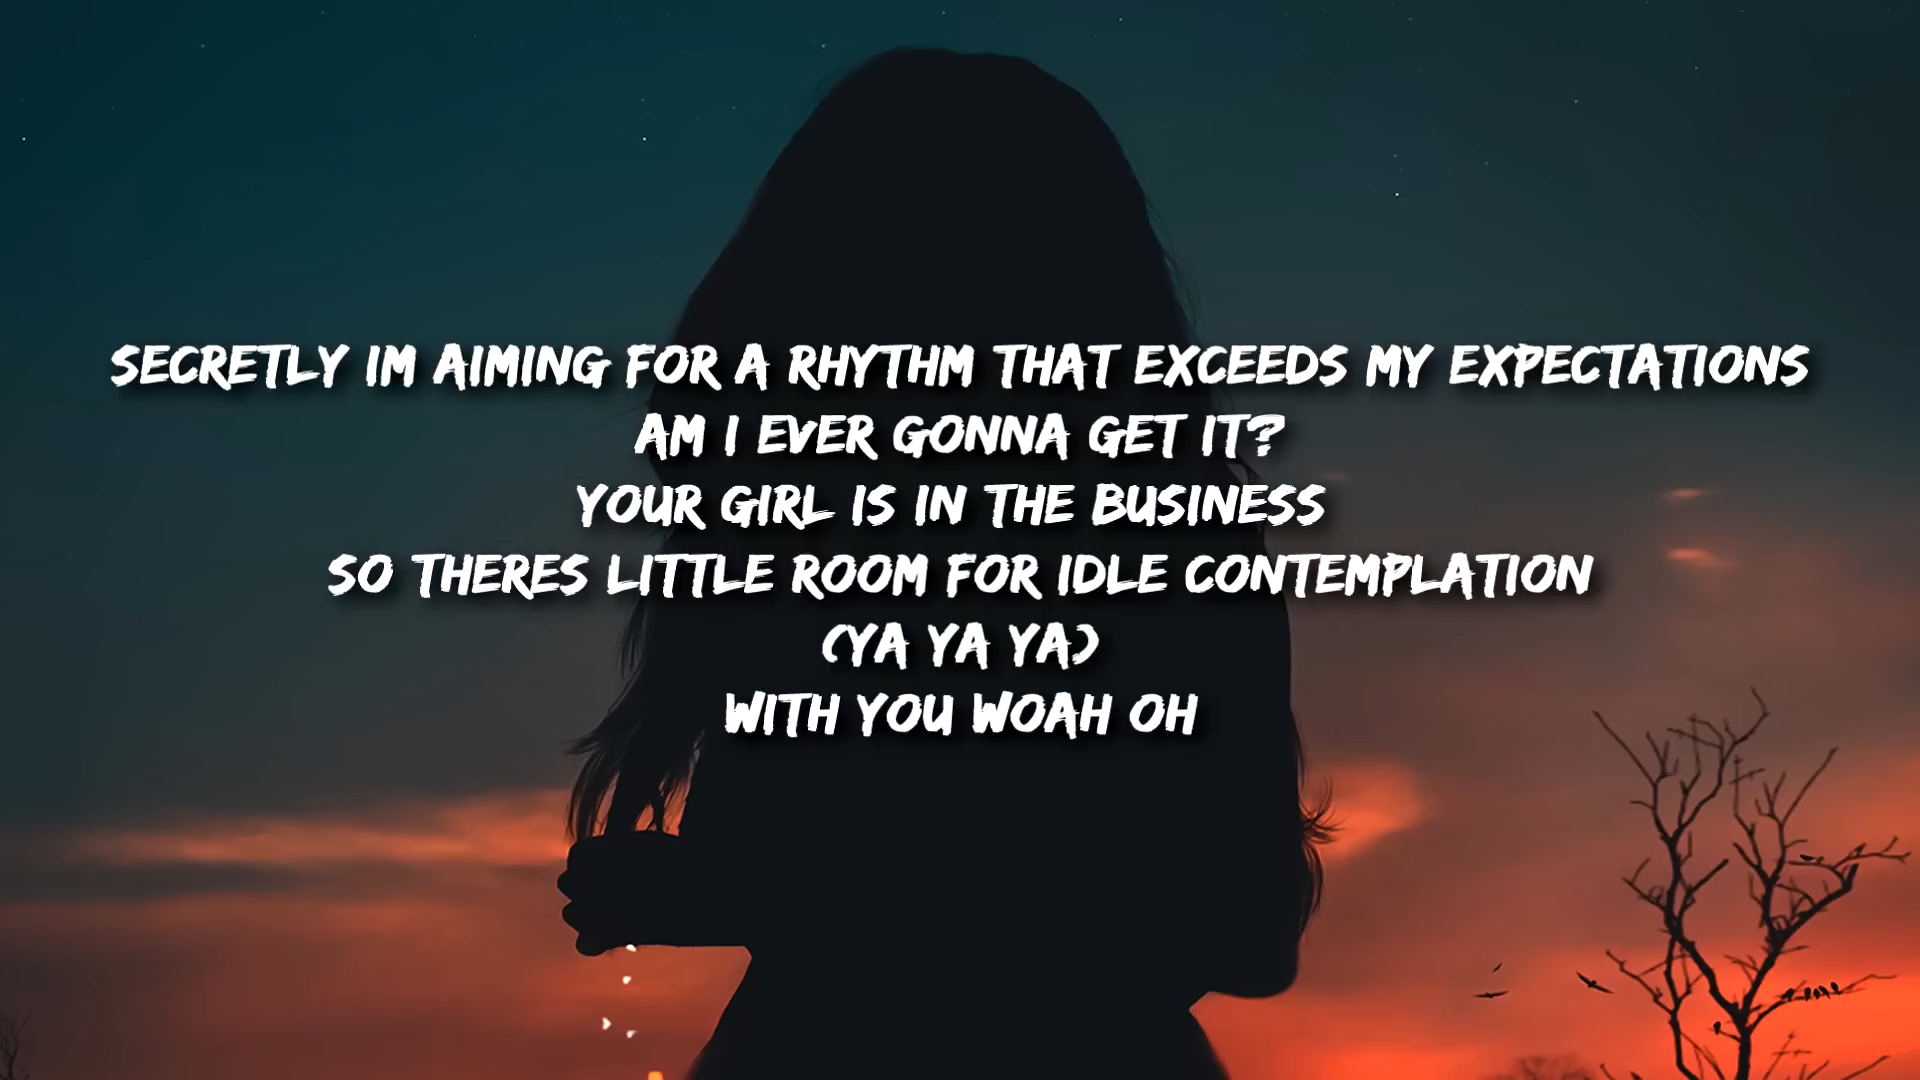 SECRETLY IM AIMING FOR A RHYTHM THAT EXCEEDS MY EXPECTATIONS
AM I EVER GONNA GET IT?
YOUR GIRL IS IN THE BUSINESS
SO THERES LITTLE ROOM FOR IDLE CONTEMPLATION
(YA YA YA)
WITH YOU WOAH OH